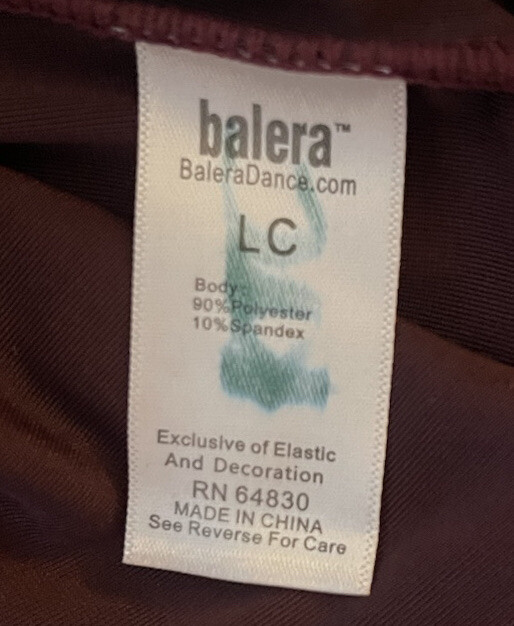 balera™
BaleraDance.com
LC
Body:
90%Polyester
10%Spandex
Exclusive of Elastic
And Decoration
RN 64830
MADE IN CHINA
See Reverse For Care